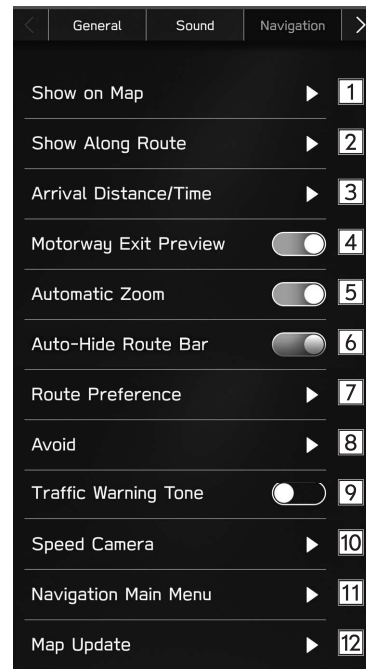 General Sound Navigation
Show on Map 1
Show Along Route 2
Arrival Distance/Time 3
Motorway Exit Preview 4
Automatic Zoom 5
Auto-Hide Route Bar 6
Route Preference 7
Avoid 8
Traffic Warning Tone 9
Speed Camera 10
Navigation Main Menu 11
Map Update 12